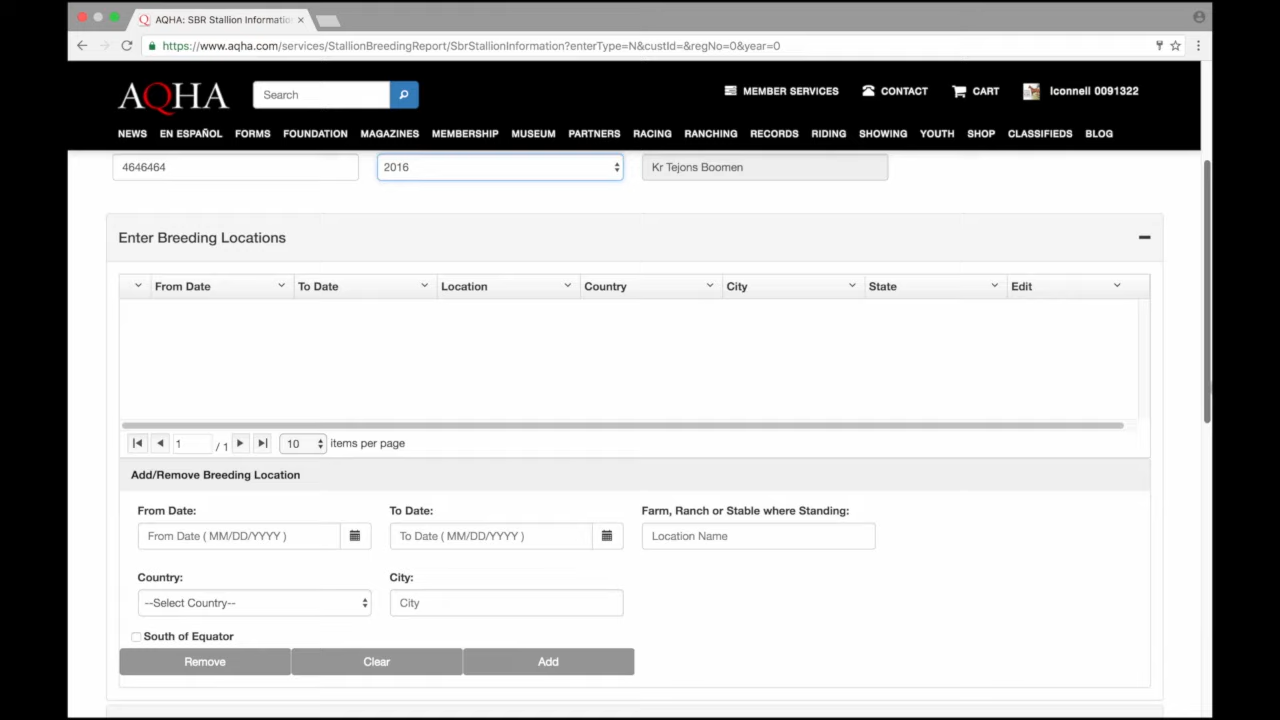 AQHA: SBR Stallion Informatio
https://www.aqha.com/services/StallionBreedingReport/SbrStallionInformation?enterType=N&custId=&regNo=0&year=0
AQHA Search MEMBER SERVICES CONTACT CART lconnell 0091322
NEWS EN ESPAÑOL FORMS FOUNDATION MAGAZINES MEMBERSHIP MUSEUM PARTNERS RACING RANCHING RECORDS RIDING SHOWING YOUTH SHOP CLASSIFIEDS BLOG
4646464 2016 Kr Tejons Boomen
Enter Breeding Locations
From Date To Date Location Country City State Edit
1 / 1 10 items per page
Add/Remove Breeding Location
From Date: To Date: Farm, Ranch or Stable where Standing:
From Date ( MM/DD/YYYY ) To Date ( MM/DD/YYYY ) Location Name
Country: City:
--Select Country-- City
South of Equator
Remove Clear Add